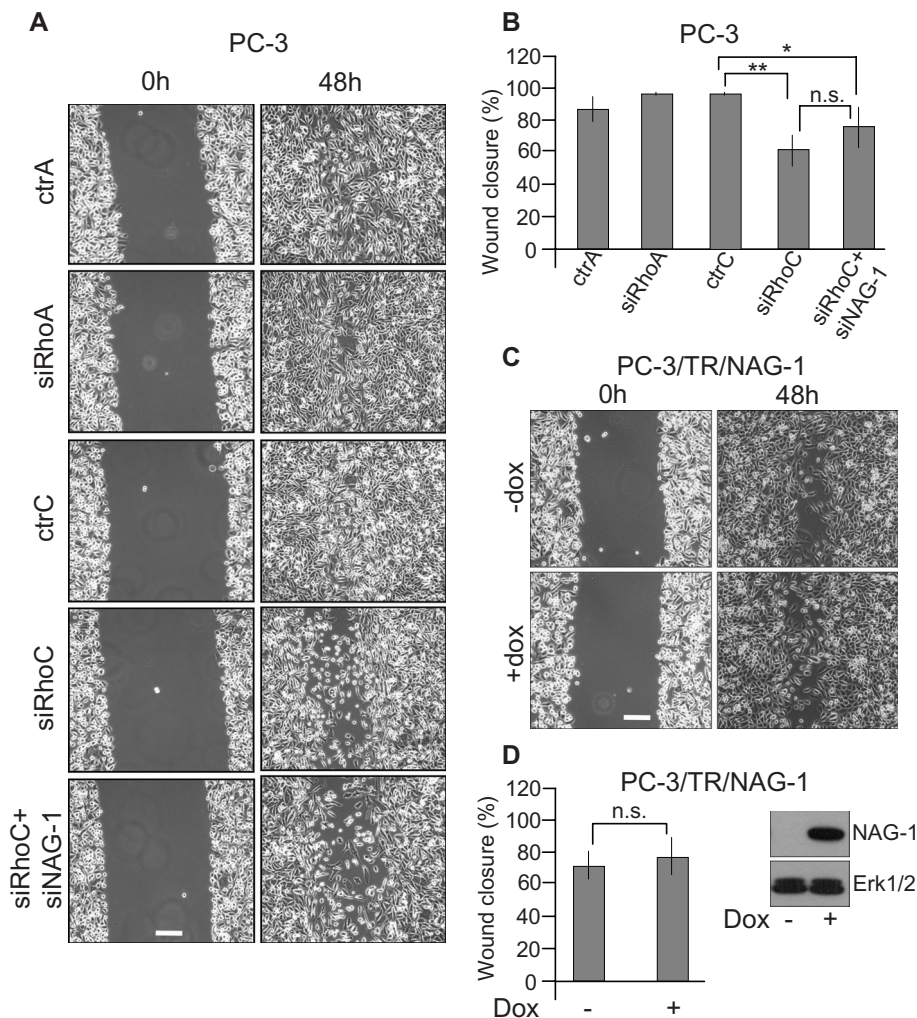 A
PC-3
0h 48h
ctrA
siRhoA
ctrC
siRhoC
siRhoC+
siNAG-1
B
PC-3
Wound closure (%)
120
100
80
60
40
20
0
*
**
n.s.
ctrA
siRhoA
ctrC
siRhoC
siRhoC+
siNAG-1
C
PC-3/TR/NAG-1
0h 48h
-dox
+dox
D
PC-3/TR/NAG-1
Wound closure (%)
100
80
60
40
20
0
n.s.
Dox - +
NAG-1
Erk1/2
Dox - +